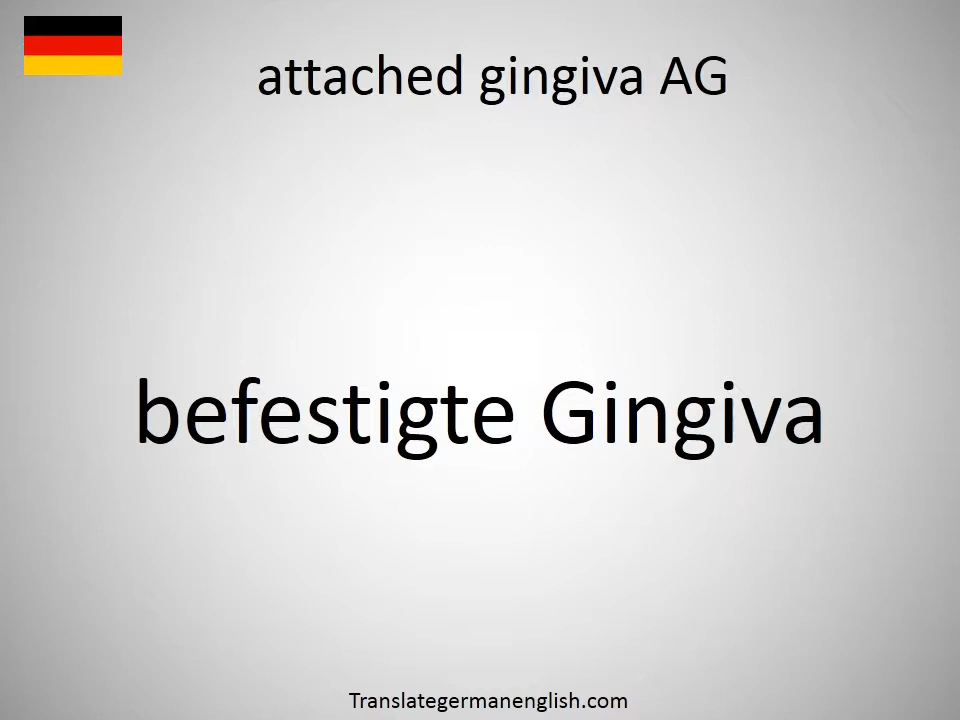 attached gingiva AG
befestigte Gingiva
Translategermanenglish.com